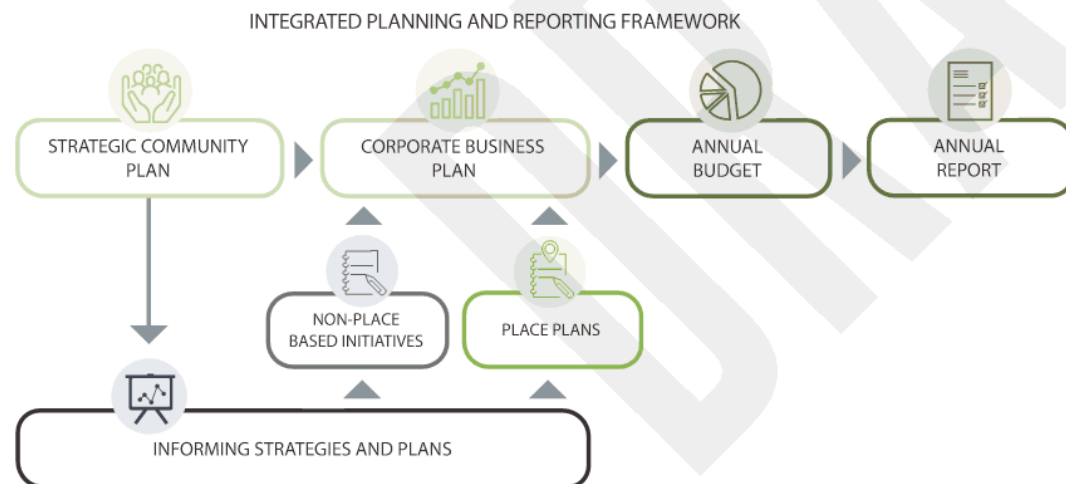 INTEGRATED PLANNING AND REPORTING FRAMEWORK
STRATEGIC COMMUNITY
PLAN
CORPORATE BUSINESS
PLAN
ANNUAL
BUDGET
ANNUAL
REPORT
NON-PLACE
BASED INITIATIVES
PLACE PLANS
INFORMING STRATEGIES AND PLANS